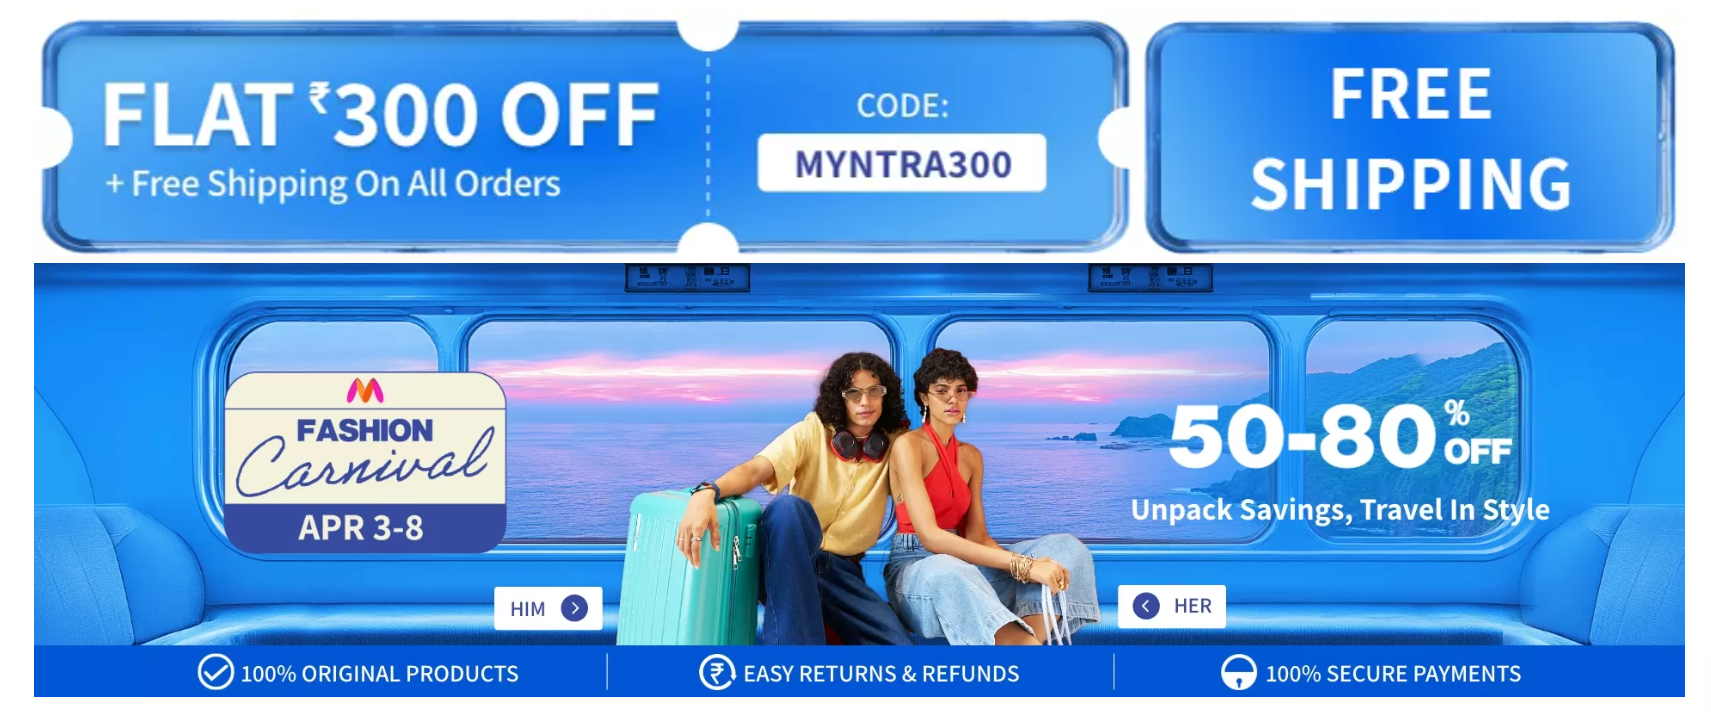 FLAT ₹300 OFF
+ Free Shipping On All Orders
CODE:
MYNTRA300
FREE
SHIPPING
FASHION
Carnival
APR 3-8
50-80% OFF
Unpack Savings, Travel In Style
HIM
HER
100% ORIGINAL PRODUCTS
EASY RETURNS & REFUNDS
100% SECURE PAYMENTS